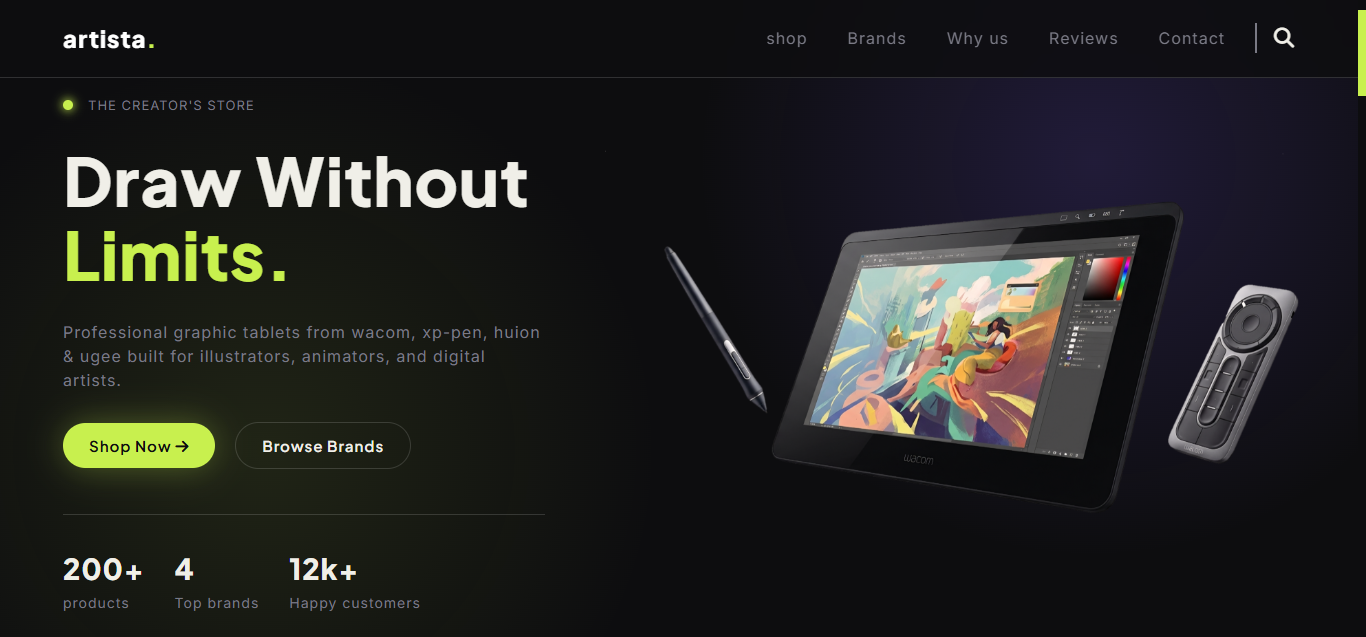 artista.
shop Brands Why us Reviews Contact
THE CREATOR'S STORE
Draw Without
Limits.
Professional graphic tablets from wacom, xp-pen, huion
& ugee built for illustrators, animators, and digital
artists.
Shop Now →
Browse Brands
200+ 4 12k+
products Top brands Happy customers
wacom